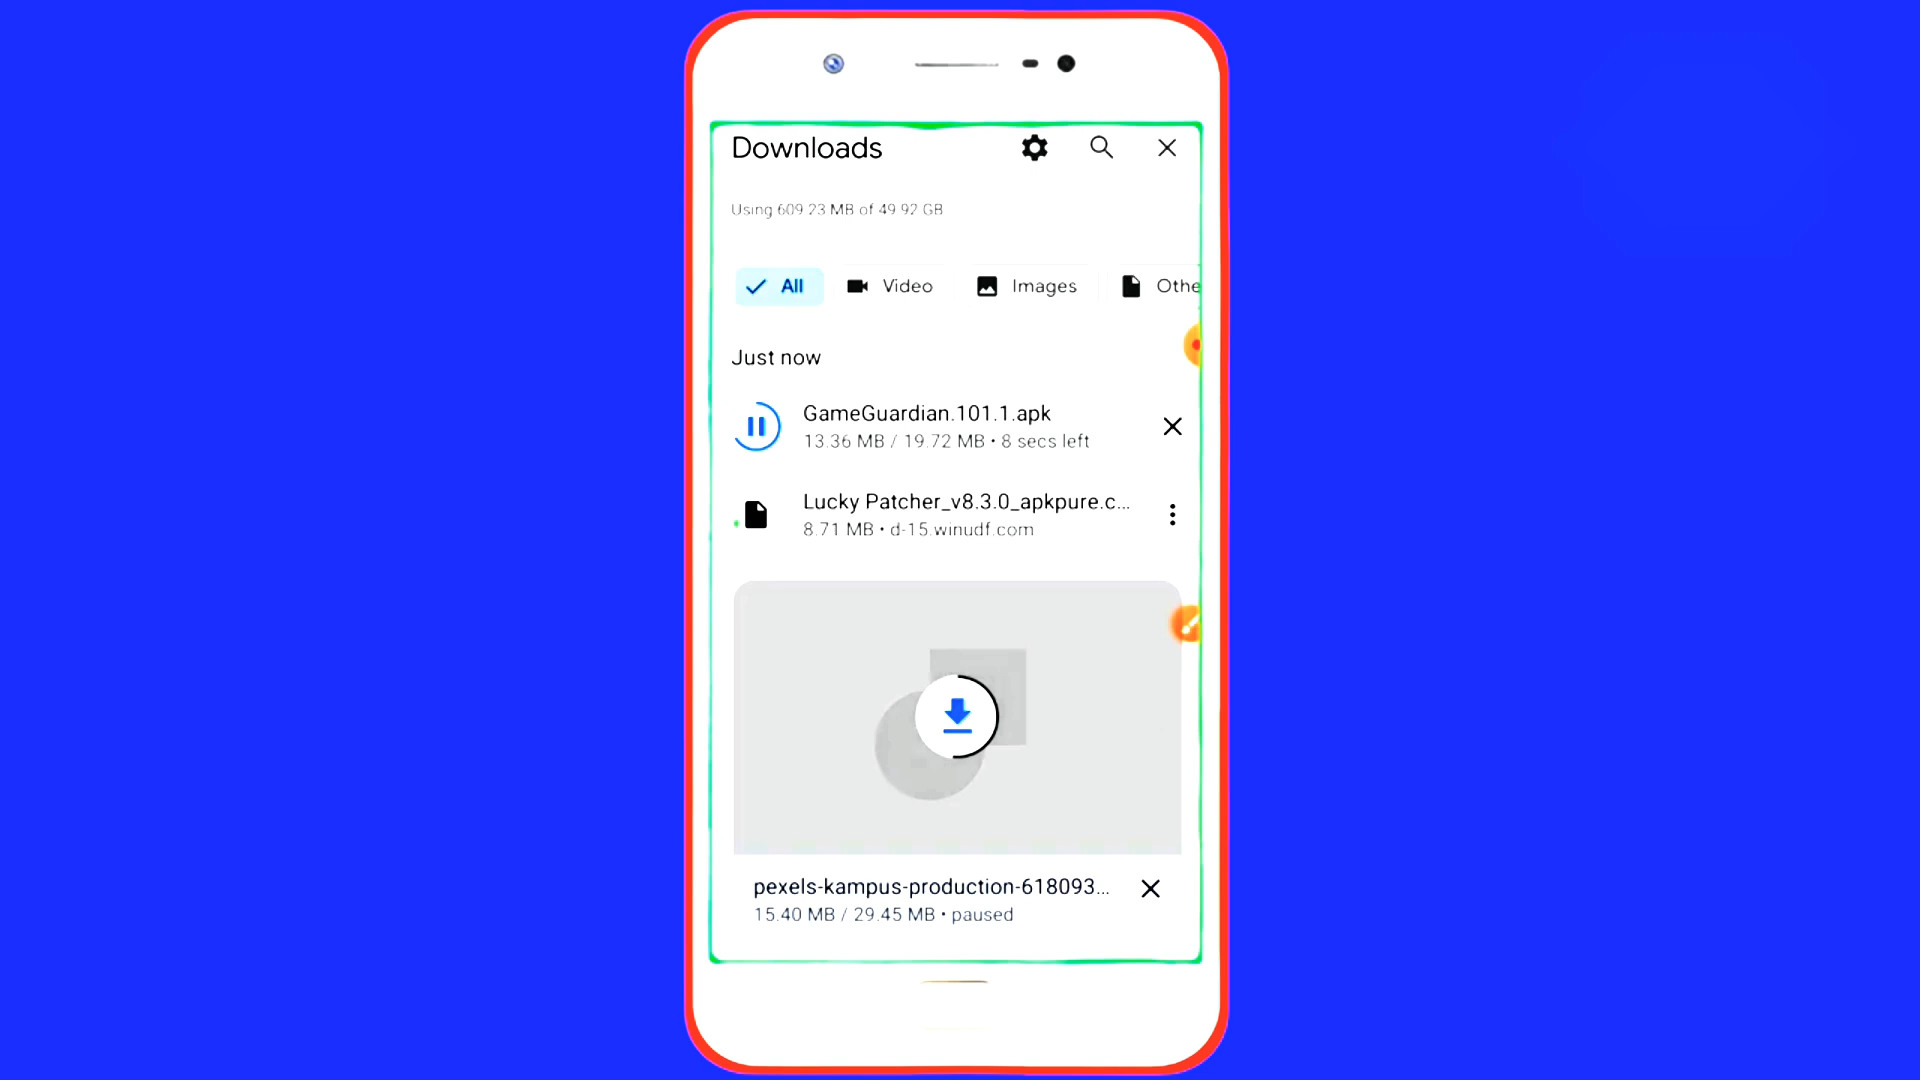 Downloads
Using 609.23 MB of 49.92 GB
All Video Images Othe
Just now
GameGuardian.101.1.apk
13.36 MB / 19.72 MB • 8 secs left
Lucky Patcher_v8.3.0_apkpure.c...
8.71 MB • d-15.winudf.com
pexels-kampus-production-618093...
15.40 MB / 29.45 MB • paused